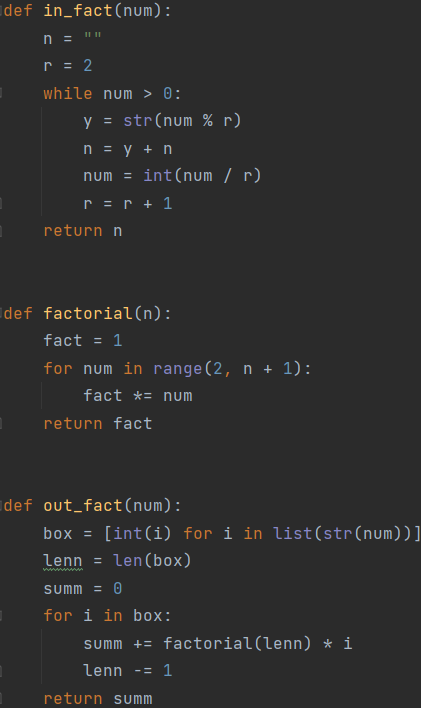 def in_fact(num):
    n = ""
    r = 2
    while num > 0:
        y = str(num % r)
        n = y + n
        num = int(num / r)
        r = r + 1
    return n
def factorial(n):
    fact = 1
    for num in range(2, n + 1):
        fact *= num
    return fact
def out_fact(num):
    box = [int(i) for i in list(str(num))]
    lenn = len(box)
    summ = 0
    for i in box:
        summ += factorial(lenn) * i
        lenn -= 1
    return summ